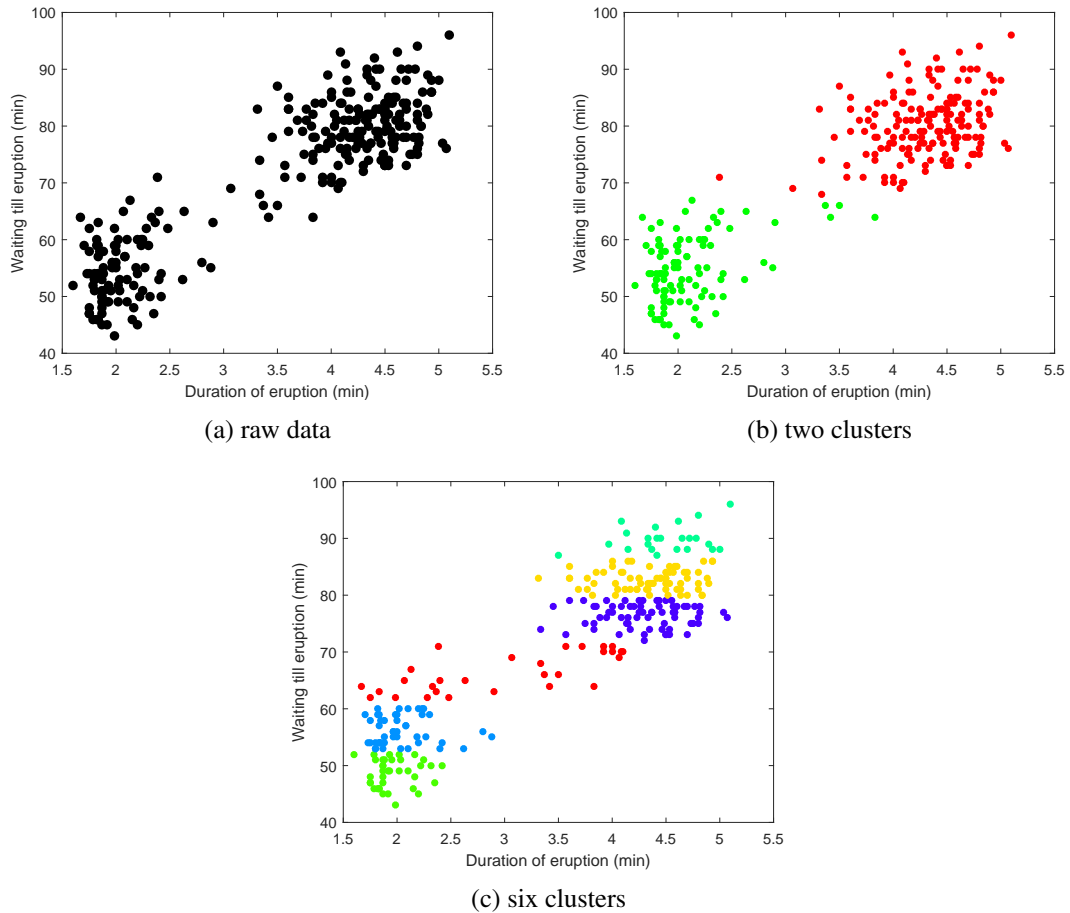 100
90
80
70
60
50
40
Waiting till eruption (min)
1.5 2 2.5 3 3.5 4 4.5 5 5.5
Duration of eruption (min)
(a) raw data
100
90
80
70
60
50
40
Waiting till eruption (min)
1.5 2 2.5 3 3.5 4 4.5 5 5.5
Duration of eruption (min)
(b) two clusters
100
90
80
70
60
50
40
Waiting till eruption (min)
1.5 2 2.5 3 3.5 4 4.5 5 5.5
Duration of eruption (min)
(c) six clusters